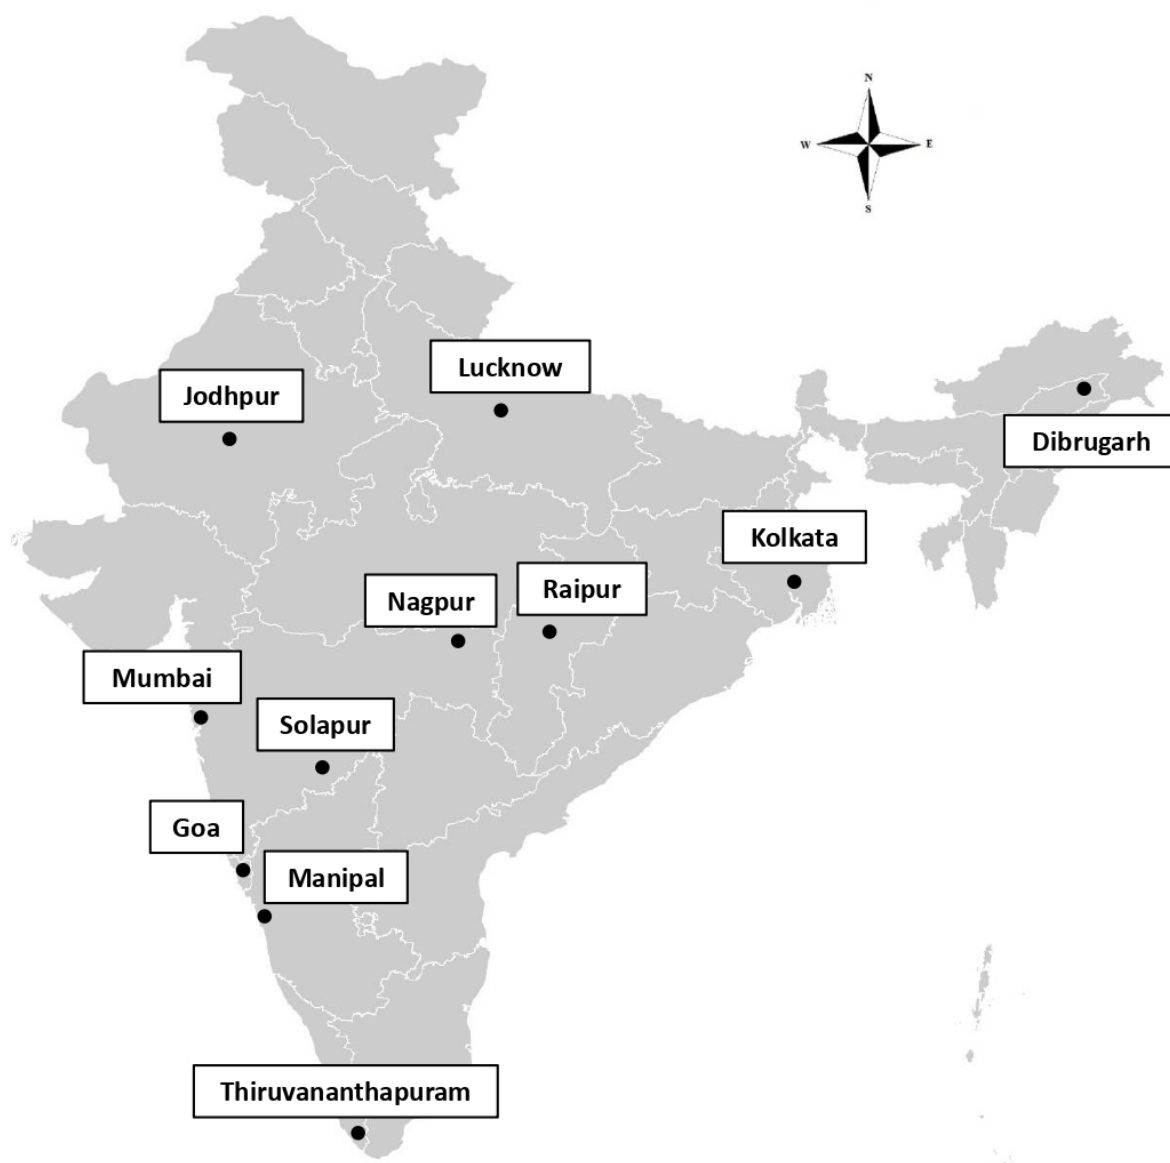 N
W E
S
Lucknow
Jodhpur
Dibrugarh
Kolkata
Raipur
Nagpur
Mumbai
Solapur
Goa
Manipal
Thiruvananthapuram